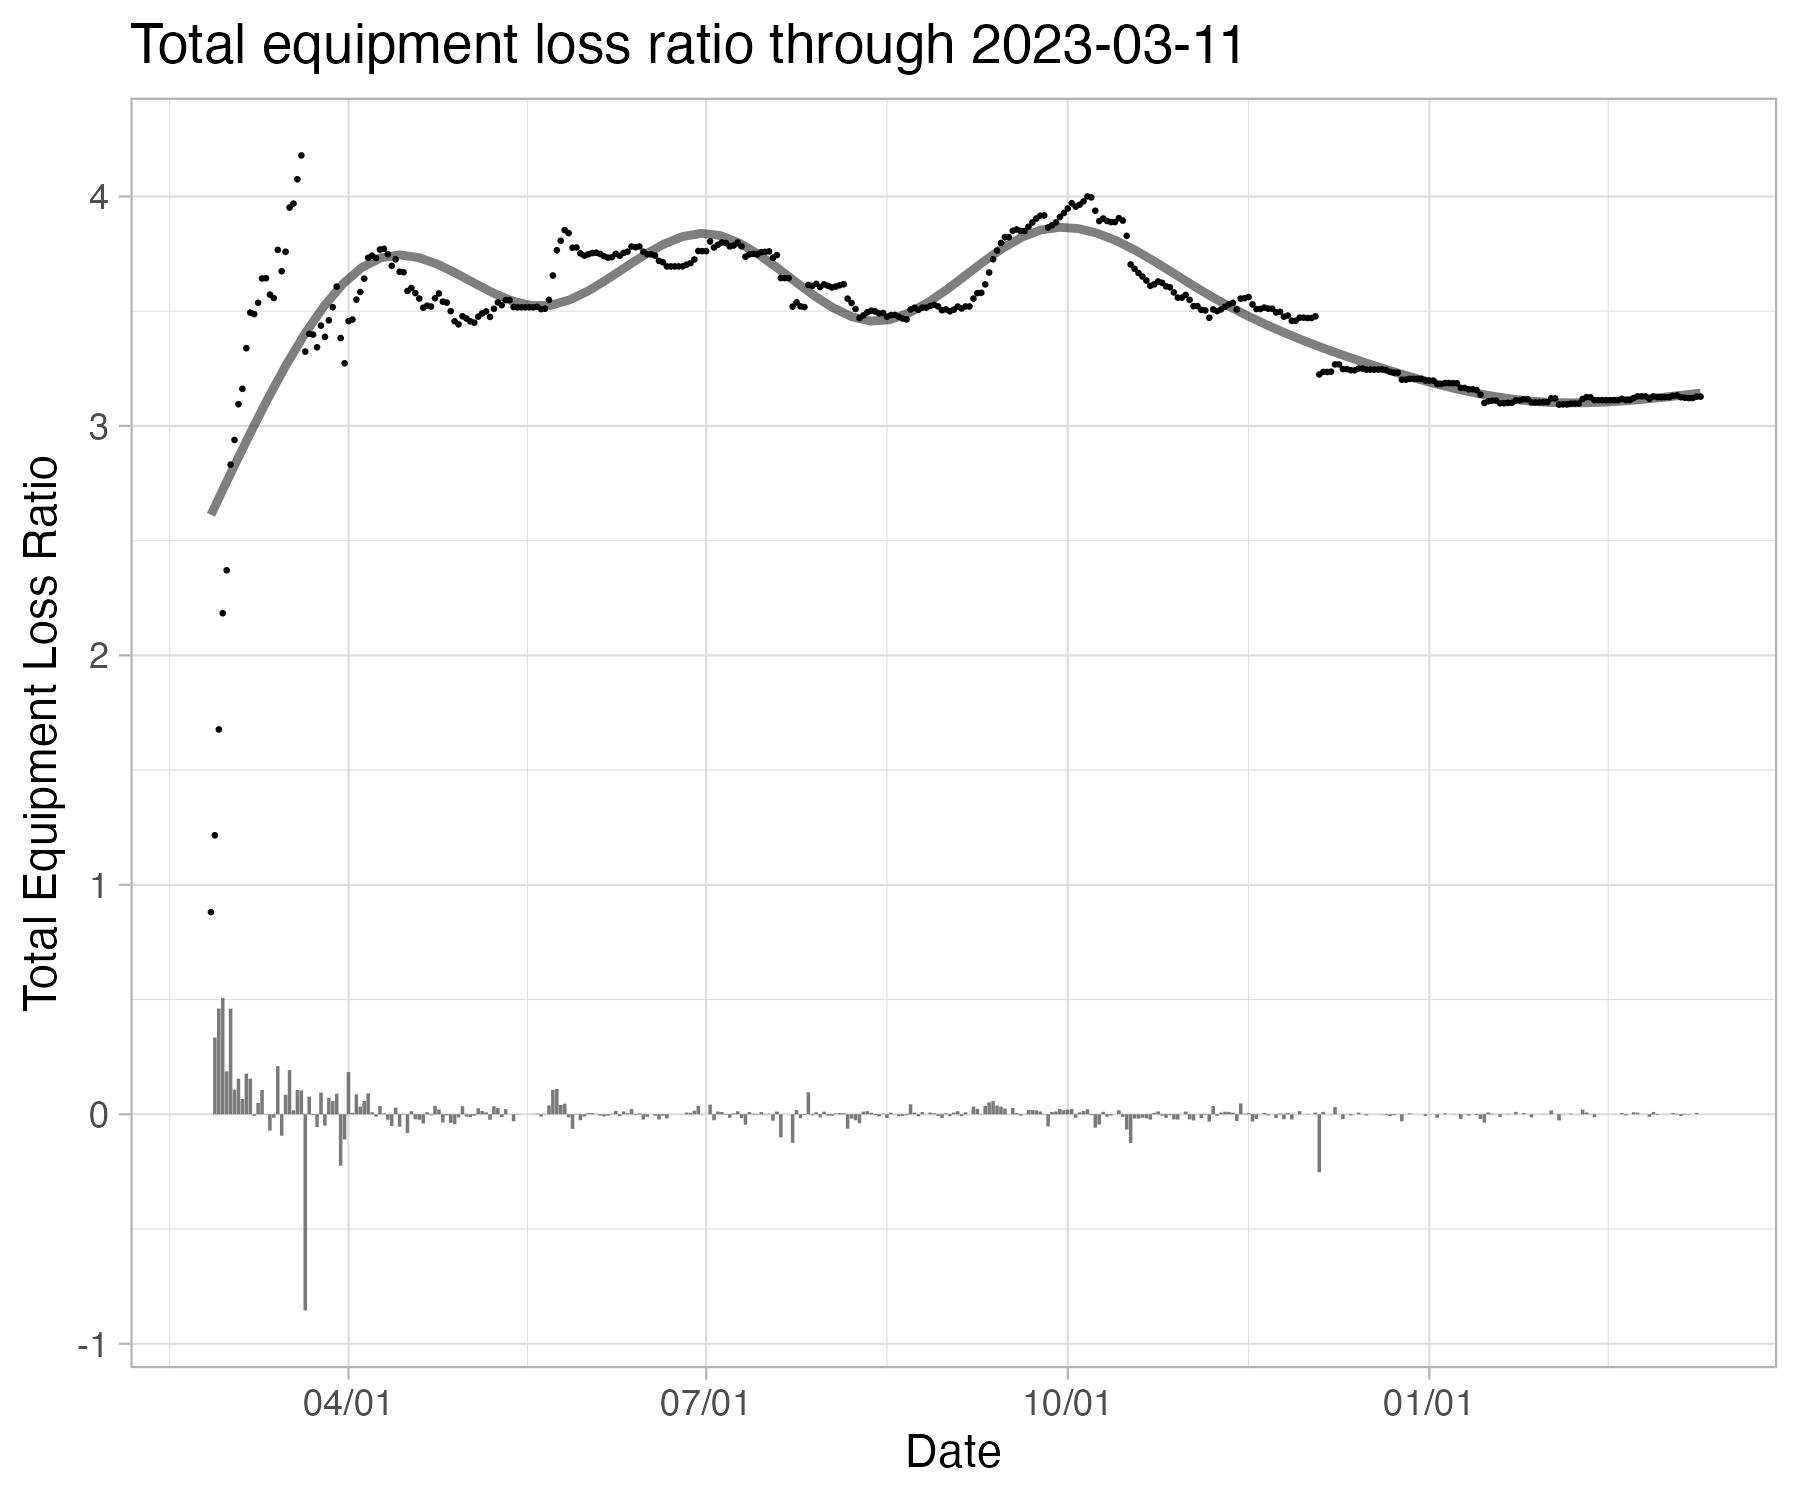 Total equipment loss ratio through 2023-03-11
Total Equipment Loss Ratio
4
3
2
1
0
-1
04/01 07/01 10/01 01/01
Date